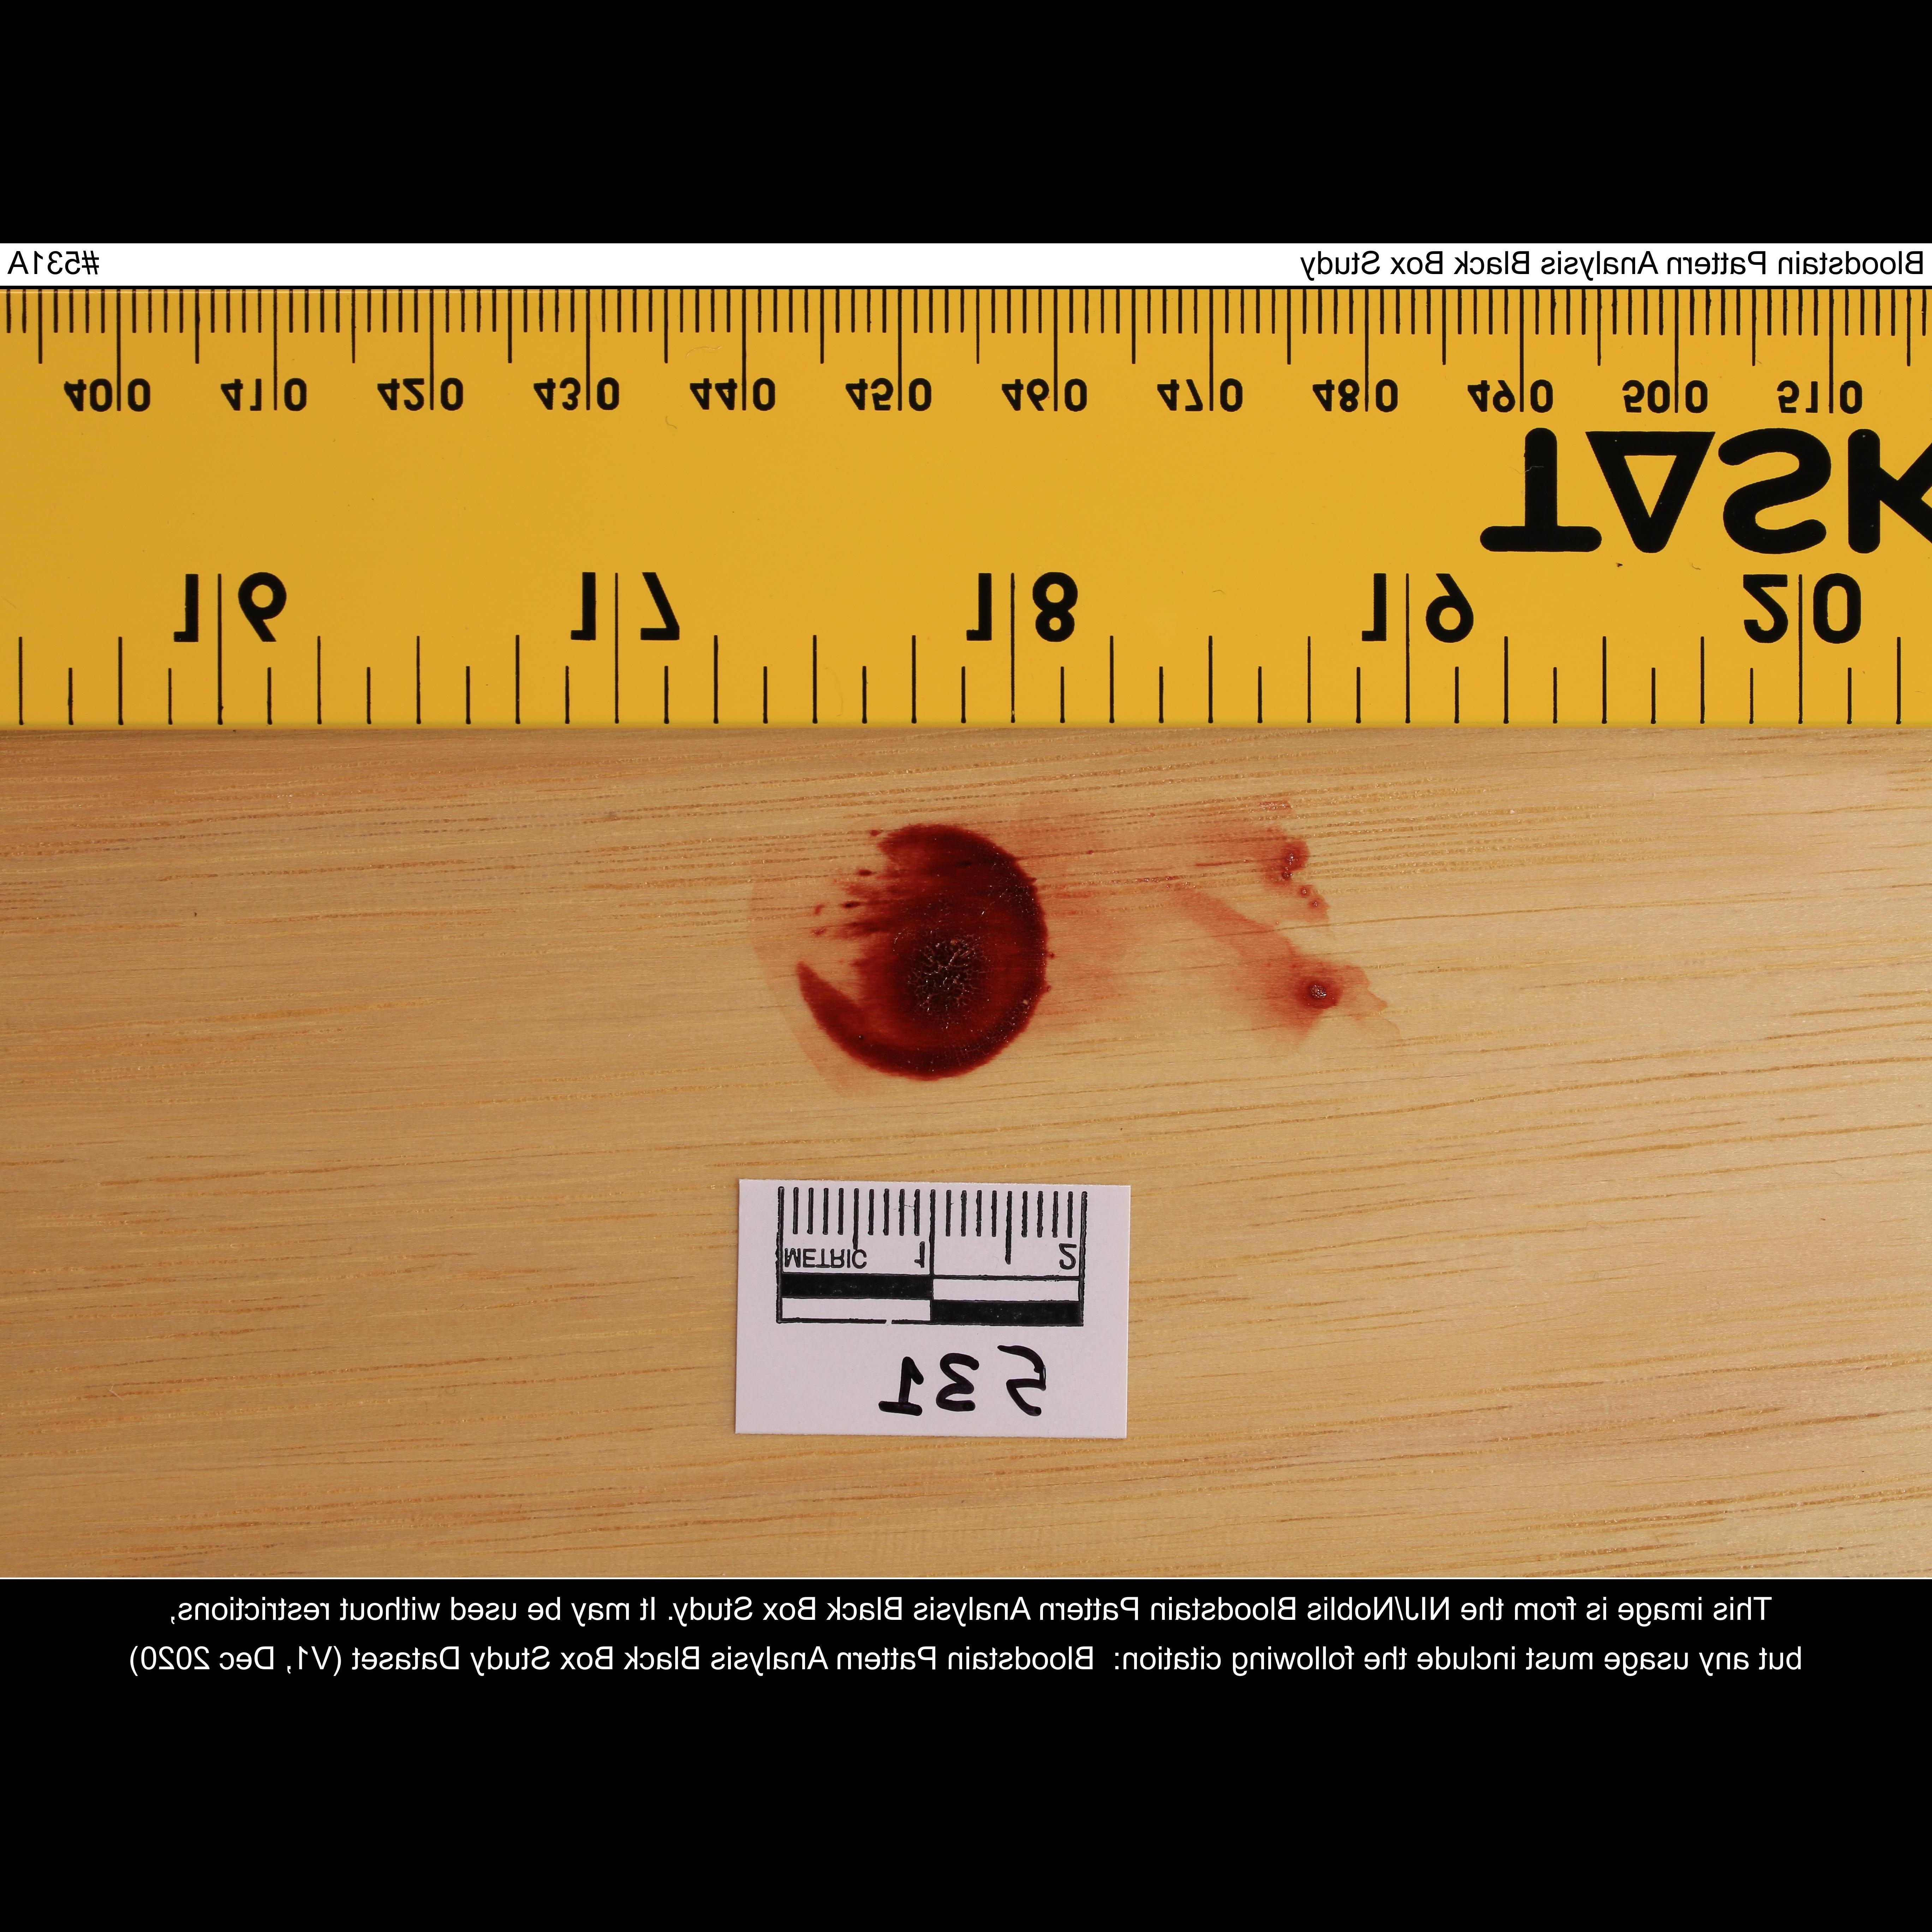 #531A
Bloodstain Pattern Analysis Black Box Study
400 410 420 430 440 450 460 470 480 490 500 510
TASK
16 17 18 19 20
METRIC 1 2
531
This image is from the NIJ/Noblis Bloodstain Pattern Analysis Black Box Study. It may be used without restrictions,
but any usage must include the following citation: Bloodstain Pattern Analysis Black Box Study Dataset (V1, Dec 2020)